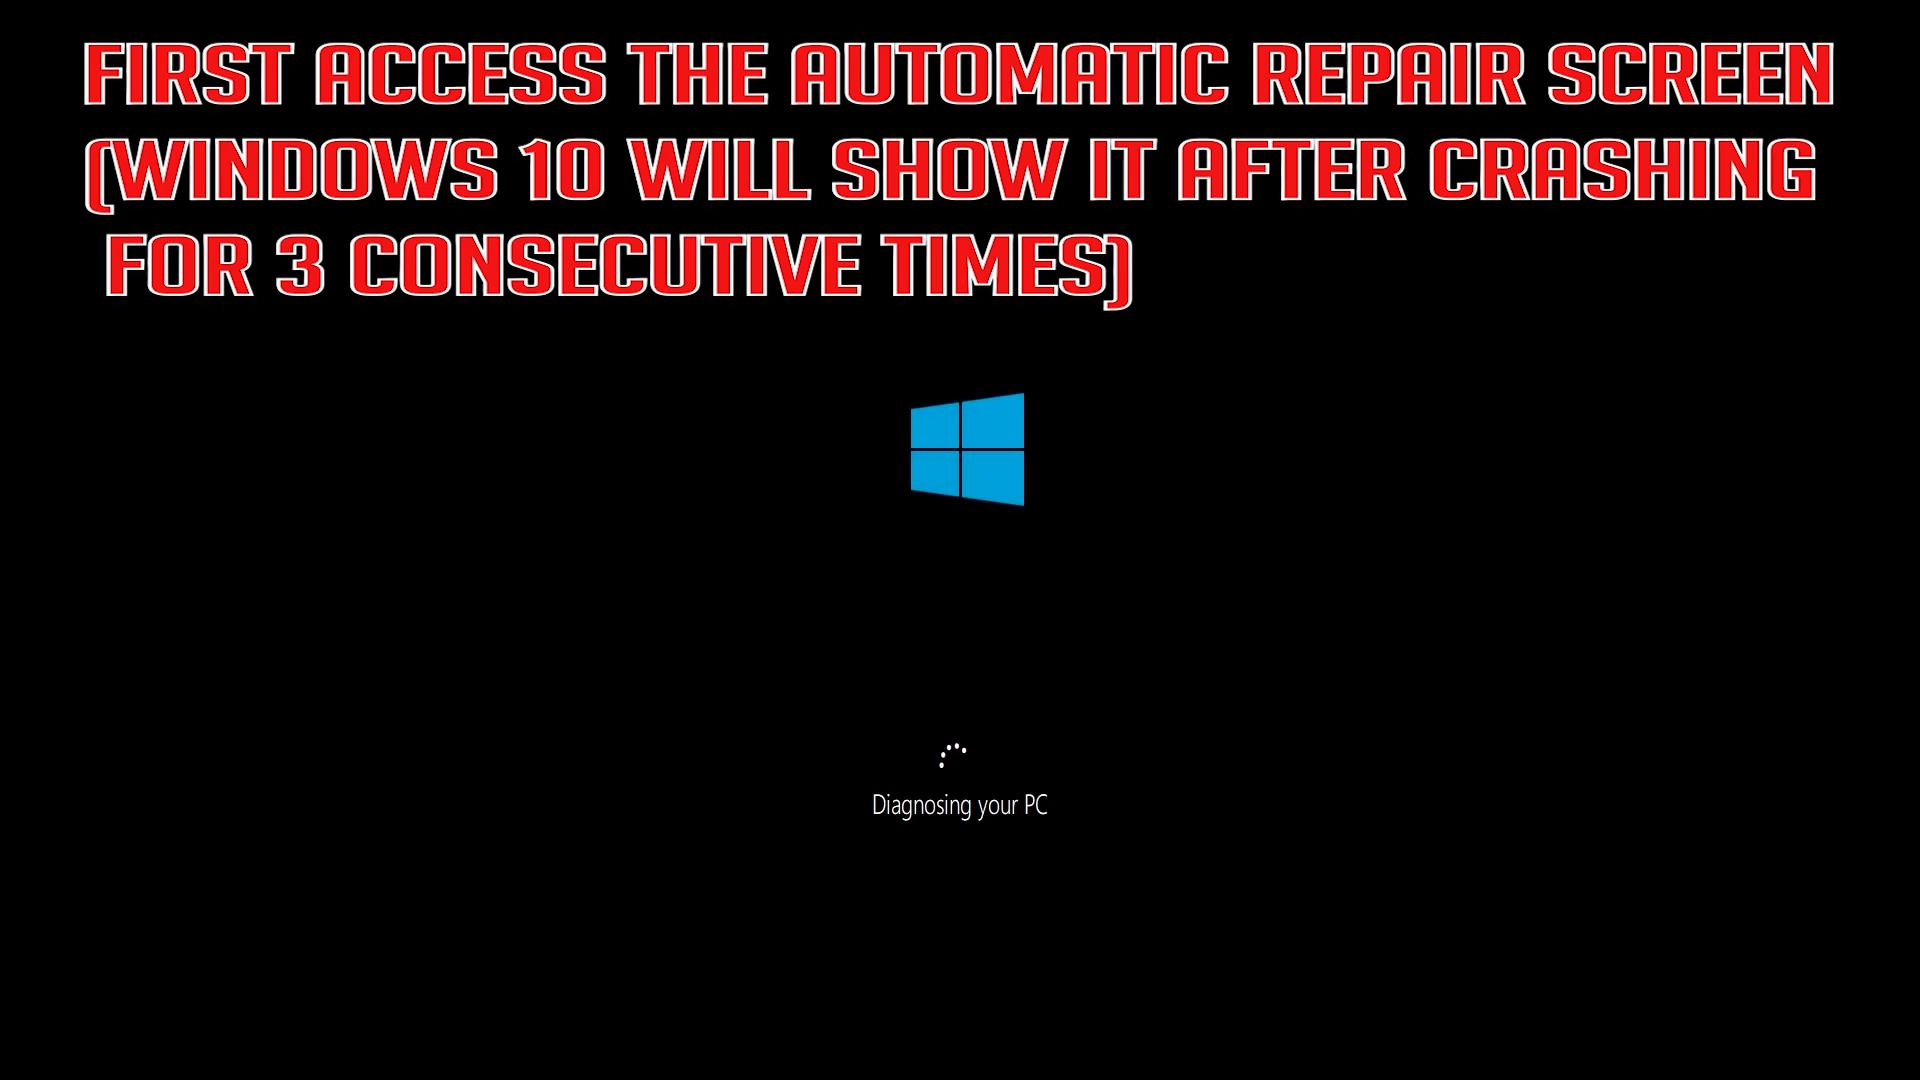 FIRST ACCESS THE AUTOMATIC REPAIR SCREEN
(WINDOWS 10 WILL SHOW IT AFTER CRASHING
FOR 3 CONSECUTIVE TIMES)
Diagnosing your PC